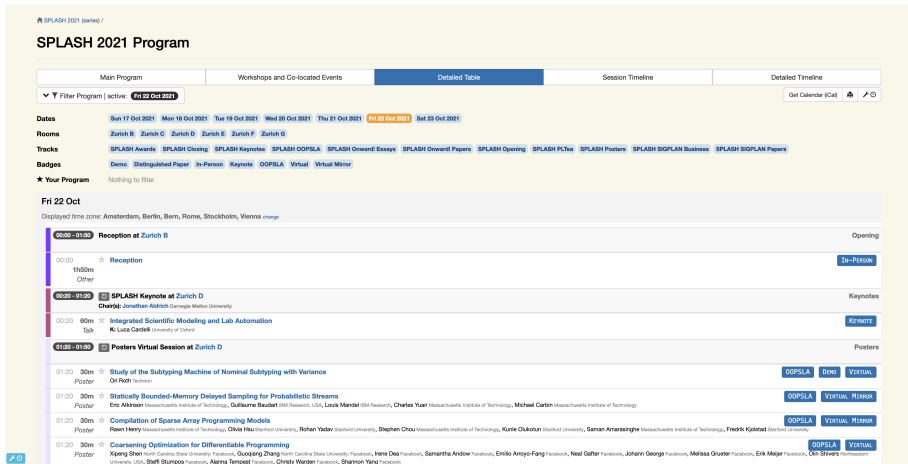 SPLASH 2021 (series) /
SPLASH 2021 Program
Main Program
Workshops and Co-located Events
Detailed Table
Session Timeline
Detailed Timeline
Filter Program | active: Fri 22 Oct 2021
Get Calendar (iCal)
Dates Sun 17 Oct 2021 Mon 18 Oct 2021 Tue 19 Oct 2021 Wed 20 Oct 2021 Thu 21 Oct 2021 Fri 22 Oct 2021 Sat 23 Oct 2021
Rooms Zurich B Zurich C Zurich D Zurich E Zurich F Zurich G
Tracks SPLASH Awards SPLASH Closing SPLASH Keynotes SPLASH OOPSLA SPLASH Onward! Essays SPLASH Onward! Papers SPLASH Opening SPLASH PLTea SPLASH Posters SPLASH SIGPLAN Business SPLASH SIGPLAN Papers
Badges Demo Distinguished Paper In-Person Keynote OOPSLA Virtual Virtual Mirror
★ Your Program Nothing to filter
Fri 22 Oct
Displayed time zone: Amsterdam, Berlin, Bern, Rome, Stockholm, Vienna change
00:00 - 01:50 Reception at Zurich B Opening
00:00 ☆ Reception IN-PERSON
1h50m
Other
00:20 - 01:20 SPLASH Keynote at Zurich D Keynotes
Chair(s): Jonathan Aldrich Carnegie Mellon University
00:20 60m ☆ Integrated Scientific Modeling and Lab Automation KEYNOTE
Talk K: Luca Cardelli University of Oxford
01:20 - 01:50 Posters Virtual Session at Zurich D Posters
01:20 30m ☆ Study of the Subtyping Machine of Nominal Subtyping with Variance OOPSLA DEMO VIRTUAL
Poster Ori Roth Technion
01:20 30m ☆ Statically Bounded-Memory Delayed Sampling for Probabilistic Streams OOPSLA VIRTUAL MIRROR
Poster Eric Atkinson Massachusetts Institute of Technology, Guillaume Baudart IBM Research, USA, Louis Mandel IBM Research, Charles Yuan Massachusetts Institute of Technology, Michael Carbin Massachusetts Institute of Technology
01:20 30m ☆ Compilation of Sparse Array Programming Models OOPSLA VIRTUAL MIRROR
Poster Rawn Henry Massachusetts Institute of Technology, Olivia Hsu Stanford University, Rohan Yadav Stanford University, Stephen Chou Massachusetts Institute of Technology, Kunle Olukotun Stanford University, Saman Amarasinghe Massachusetts Institute of Technology, Fredrik Kjolstad Stanford University
01:20 30m ☆ Coarsening Optimization for Differentiable Programming OOPSLA VIRTUAL
Poster Xipeng Shen North Carolina State University; Facebook, Guoqiang Zhang North Carolina State University; Facebook, Irene Dea Facebook, Samantha Andow Facebook, Emilio Arroyo-Fang Facebook, Neal Gafter Facebook, Johann George Facebook, Melissa Grueter Facebook, Erik Meijer Facebook, Olin Shivers Northeastern
University, USA, Steffi Stumpos Facebook, Alanna Tempest Facebook, Christy Warden Facebook, Shannon Yang Facebook